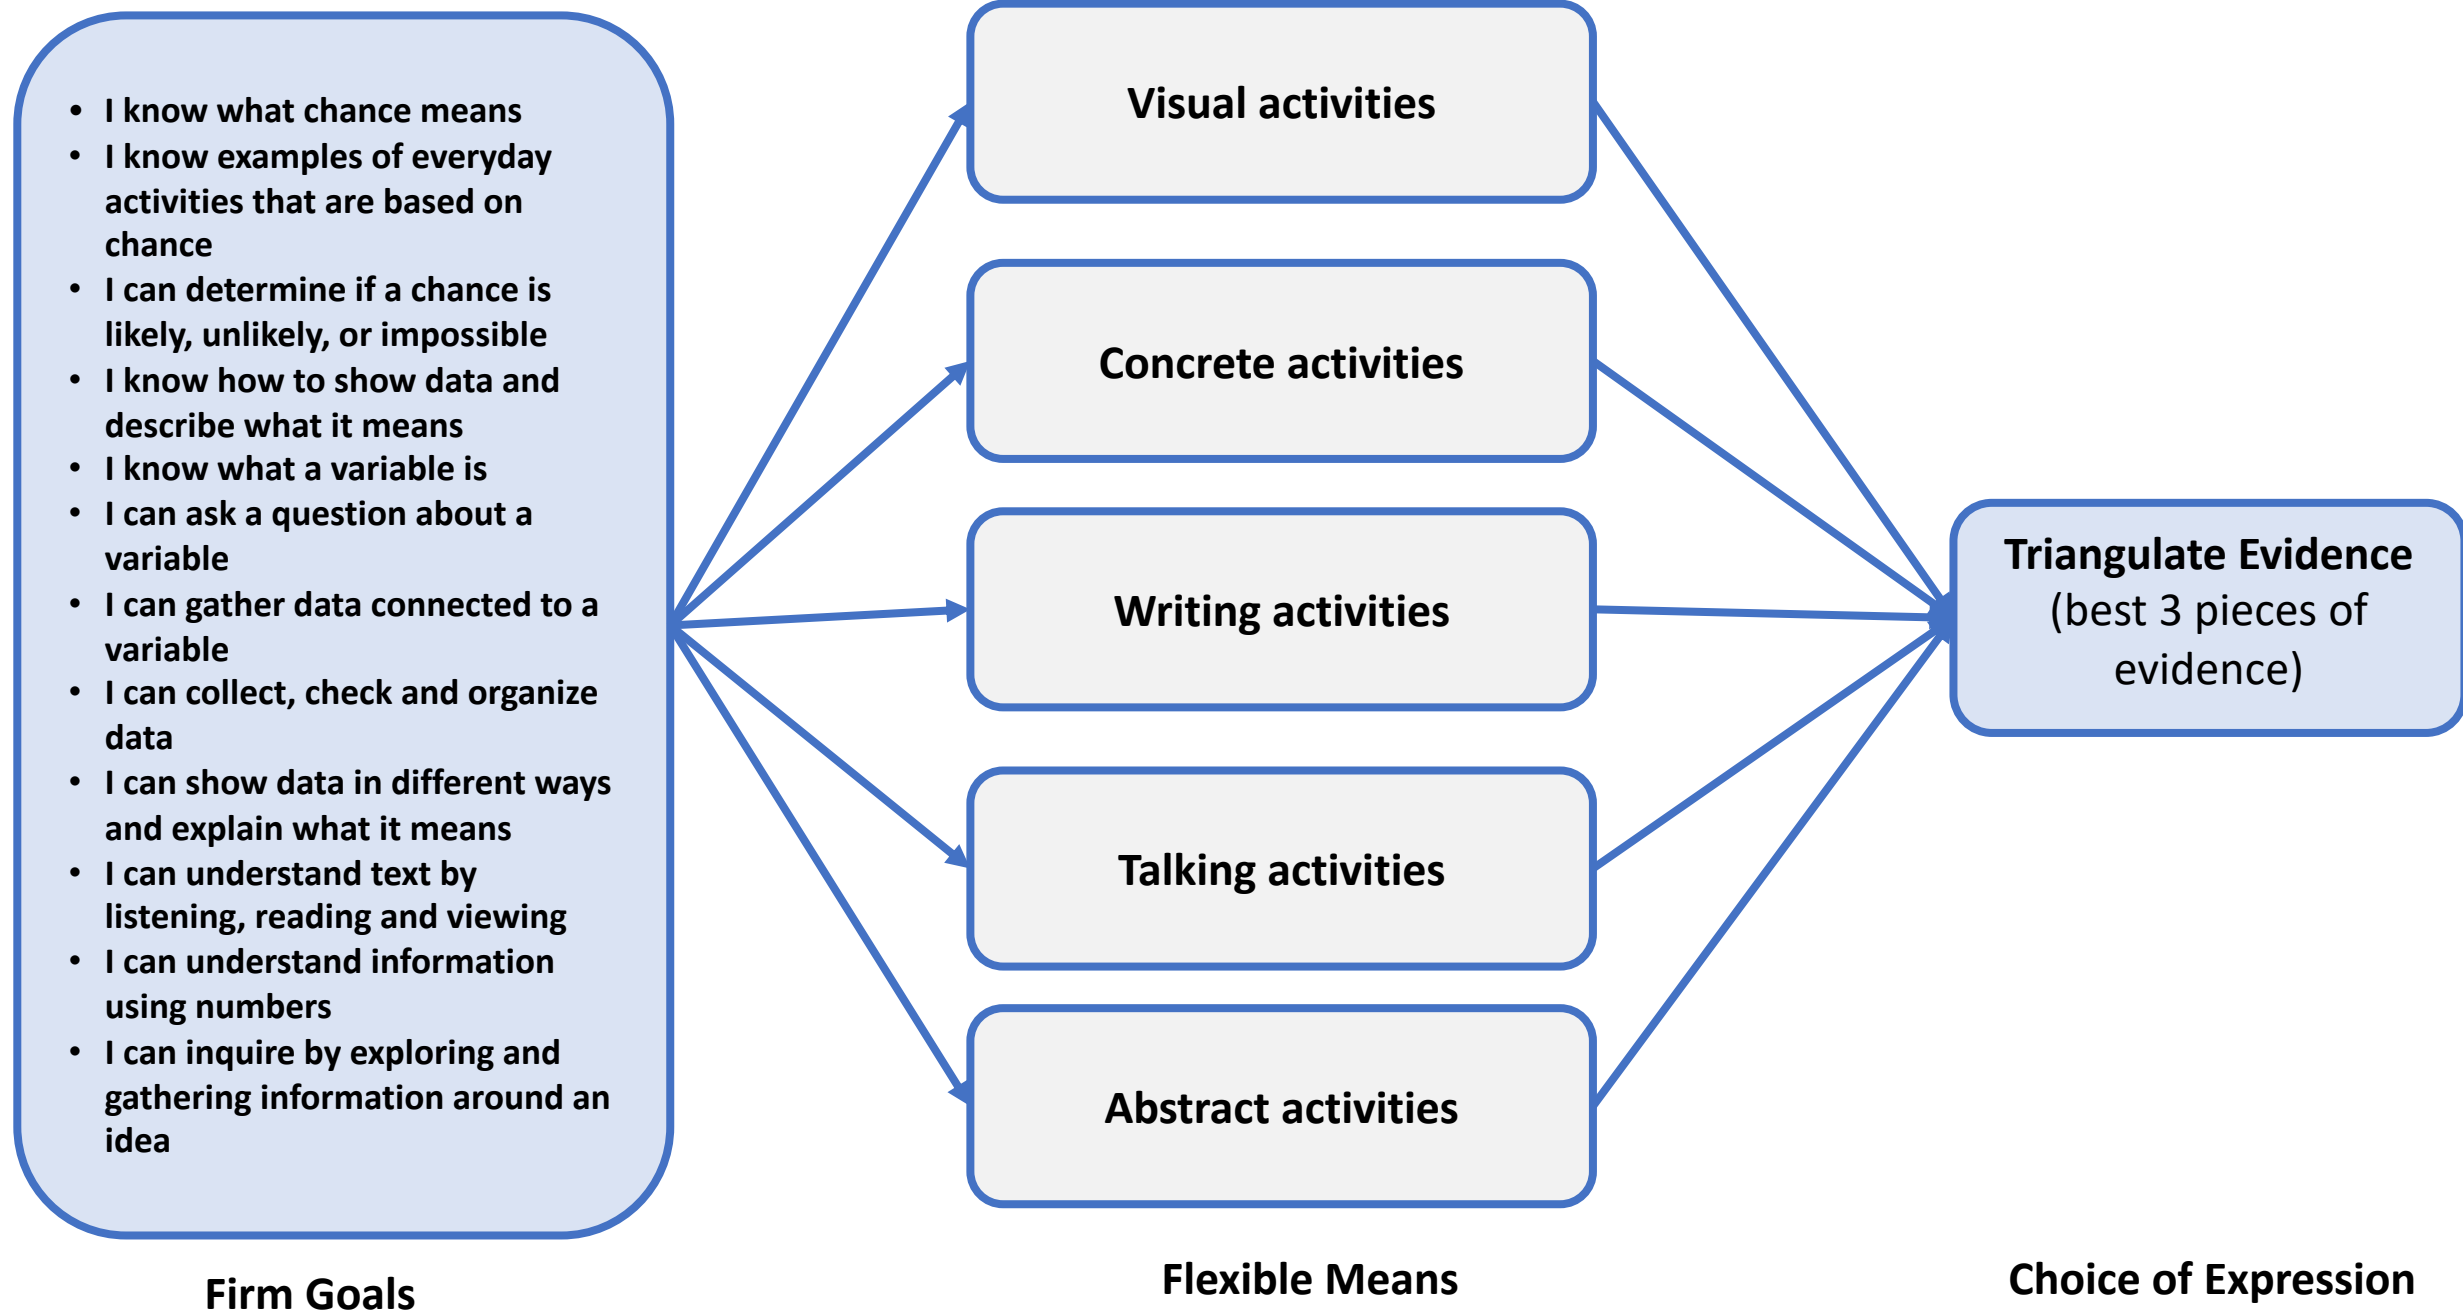 • I know what chance means
• I know examples of everyday
activities that are based on
chance
• I can determine if a chance is
likely, unlikely, or impossible
• I know how to show data and
describe what it means
• I know what a variable is
• I can ask a question about a
variable
• I can gather data connected to a
variable
• I can collect, check and organize
data
• I can show data in different ways
and explain what it means
• I can understand text by
listening, reading and viewing
• I can understand information
using numbers
• I can inquire by exploring and
gathering information around an
idea
Firm Goals
Visual activities
Concrete activities
Writing activities
Talking activities
Abstract activities
Flexible Means
Triangulate Evidence
(best 3 pieces of
evidence)
Choice of Expression